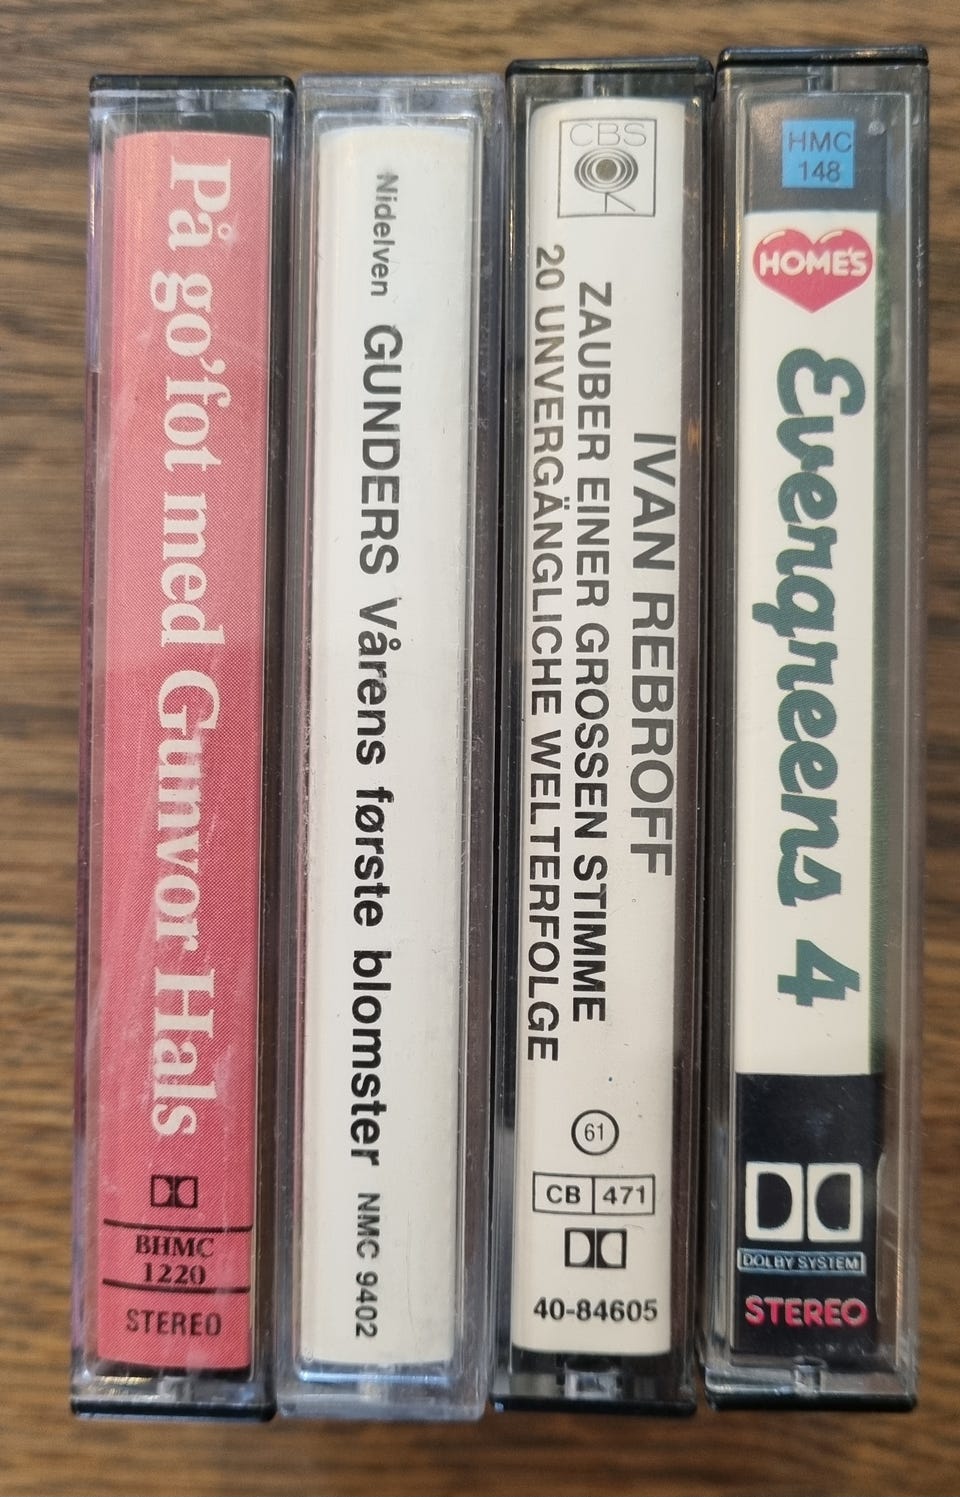 På go'fot med Gunvor Hals
BHMC
1220
STEREO
Nidelven GUNDERS Vårens første blomster NMC 9402
CBS
IVAN REBROFF
ZAUBER EINER GROSSEN STIMME
20 UNVERGÄNGLICHE WELTERFOLGE
61
CB 471
40-84605
HMC
148
HOME'S
Evergreens 4
DOLBY SYSTEM
STEREO